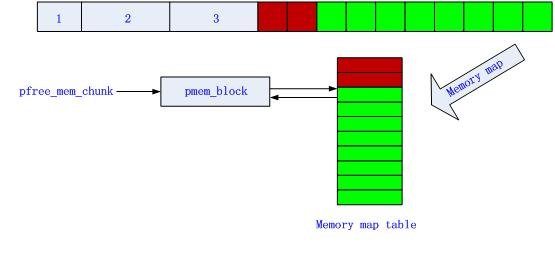 1 2 3
Memory map
pfree_mem_chunk pmem_block
Memory map table